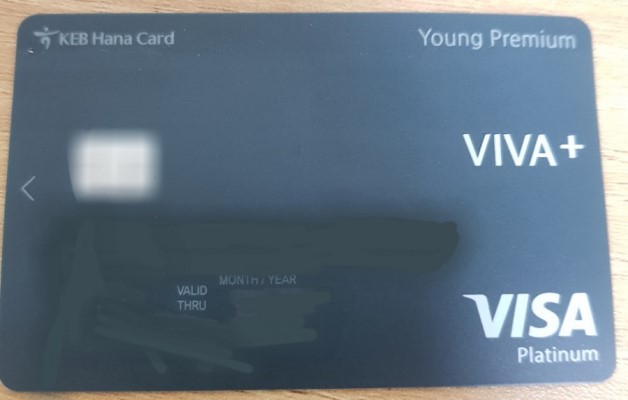 KEB Hana Card
Young Premium
VIVA+
MONTH / YEAR
VALID
THRU
VISA
Platinum